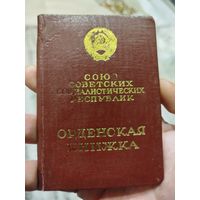 СОЮЗ
СОВЕТСКИХ
СОЦИАЛИСТИЧЕСКИХ
РЕСПУБЛИК
ОРДЕНСКАЯ
КНИЖКА